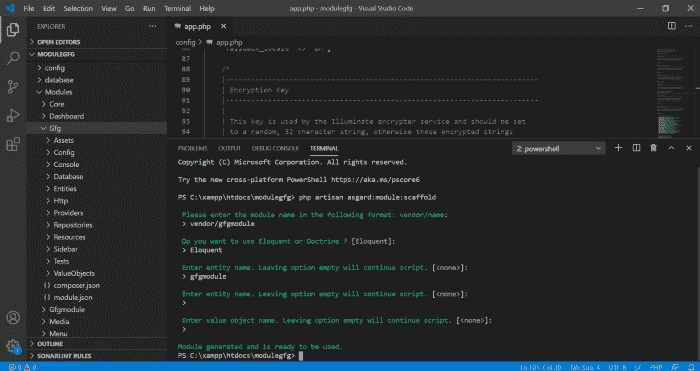 File Edit Selection View Go Run Terminal Help
app.php - modulegfg - Visual Studio Code
EXPLORER
OPEN EDITORS
MODULEGFG
config
database
Modules
Core
Dashboard
Gfg
Assets
Config
Console
Database
Entities
Http
Providers
Repositories
Resources
Sidebar
Tests
ValueObjects
composer.json
module.json
Gfgmodule
Media
Menu
OUTLINE
SONARLINT RULES
app.php
config > app.php
87
88 /*
89 |--------------------------------------------------------------------------
90 | Encryption Key
91 |--------------------------------------------------------------------------
92 |
93 | This key is used by the Illuminate encrypter service and should be set
94 | to a random, 32 character string, otherwise these encrypted strings
PROBLEMS OUTPUT DEBUG CONSOLE TERMINAL
2: powershell
Copyright (C) Microsoft Corporation. All rights reserved.
Try the new cross-platform PowerShell https://aka.ms/pscore6
PS C:\xampp\htdocs\modulegfg> php artisan asgard:module:scaffold
Please enter the module name in the following format: vendor/name:
> vendor/gfgmodule
Do you want to use Eloquent or Doctrine ? [Eloquent]:
> Eloquent
Enter entity name. Leaving option empty will continue script. [<none>]:
> gfgmodule
Enter entity name. Leaving option empty will continue script. [<none>]:
>
Enter value object name. Leaving option empty will continue script. [<none>]:
>
Module generated and is ready to be used.
PS C:\xampp\htdocs\modulegfg>
0 0 PHP